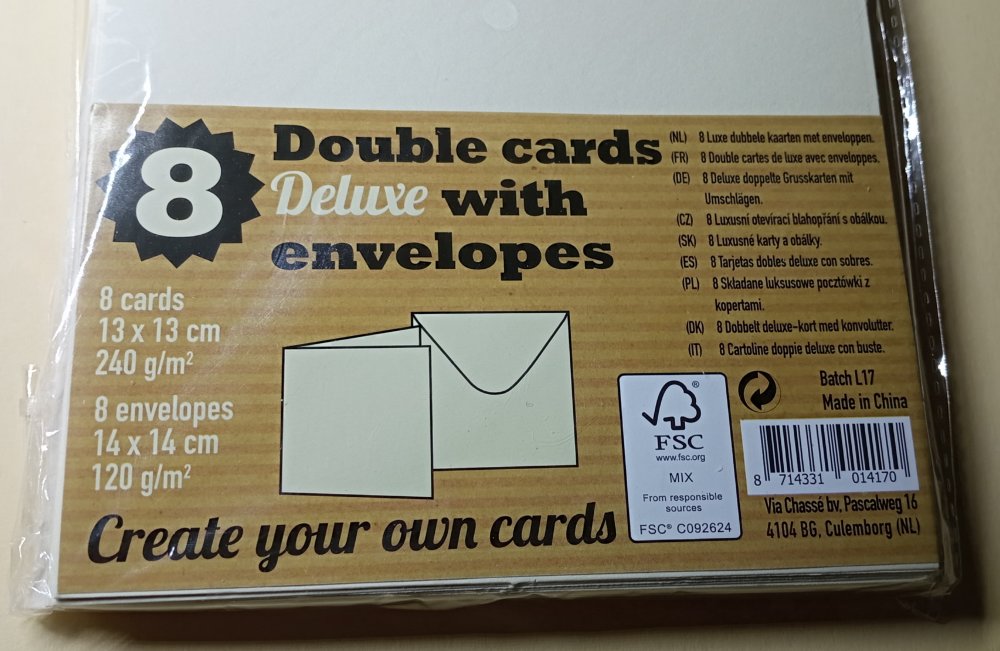 8
Double cards
Deluxe with
envelopes
8 cards
13 x 13 cm
240 g/m²
8 envelopes
14 x 14 cm
120 g/m²
Create your own cards
(NL) 8 Luxe dubbele kaarten met enveloppen.
(FR) 8 Double cartes de luxe avec enveloppes.
(DE) 8 Deluxe doppelte Grusskarten mit
Umschlägen.
(CZ) 8 Luxusní otevírací blahopřání s obálkou.
(SK) 8 Luxusné karty a obálky.
(ES) 8 Tarjetas dobles deluxe con sobres.
(PL) 8 Składane luksusowe pocztówki z
kopertami.
(DK) 8 Dobbelt deluxe-kort med konvolutter.
(IT) 8 Cartoline doppie deluxe con buste.
FSC
www.fsc.org
MIX
From responsible
sources
FSC® C092624
Batch L17
Made in China
8 714331 014170
Via Chassé bv, Pascalweg 16
4104 BG, Culemborg (NL)